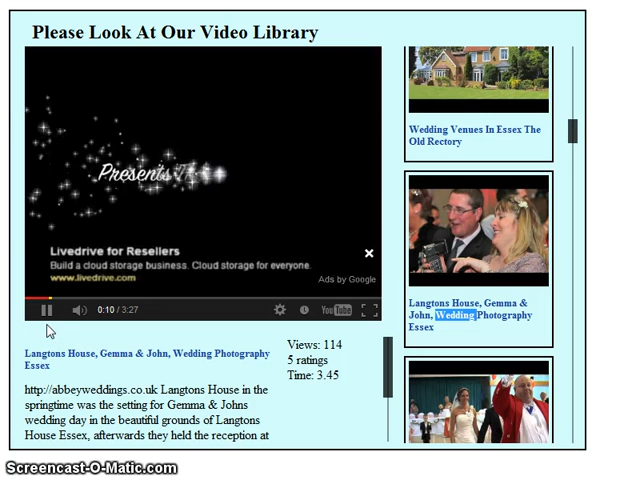 Please Look At Our Video Library
Presents
Livedrive for Resellers
Build a cloud storage business. Cloud storage for everyone.
www.livedrive.com
Ads by Google
0:10 / 3:27
YouTube
Langtons House, Gemma & John, Wedding Photography
Essex
http://abbeyweddings.co.uk Langtons House in the
springtime was the setting for Gemma & Johns
wedding day in the beautiful grounds of Langtons
House Essex, afterwards they held the reception at
Views: 114
5 ratings
Time: 3.45
Wedding Venues In Essex The
Old Rectory
Langtons House, Gemma &
John, Wedding Photography
Essex
Screencast-O-Matic.com